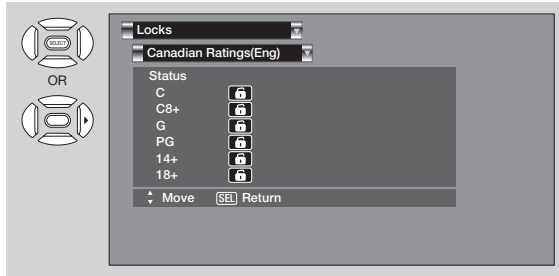 SELECT
OR
Locks
Canadian Ratings(Eng)
Status
C
C8+
G
PG
14+
18+
Move SEL Return